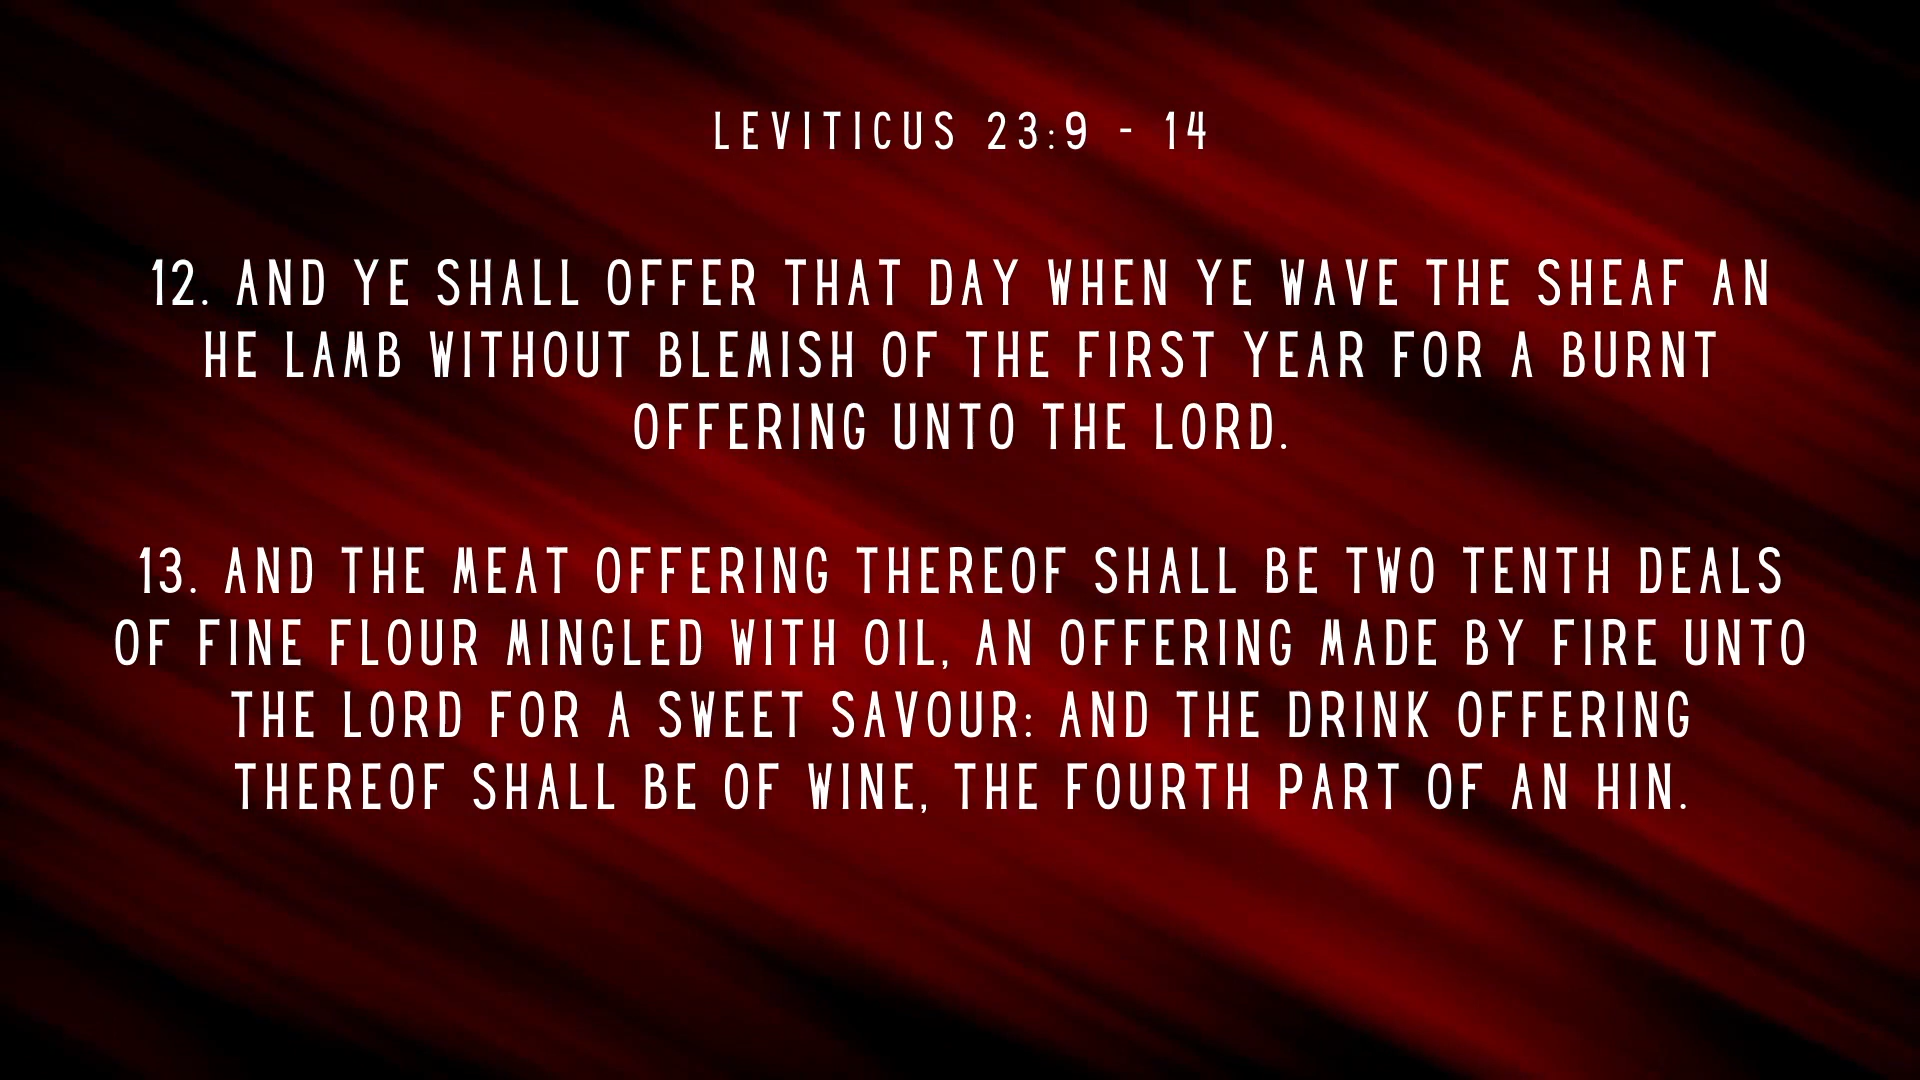 LEVITICUS 23:9 - 14
12. AND YE SHALL OFFER THAT DAY WHEN YE WAVE THE SHEAF AN
HE LAMB WITHOUT BLEMISH OF THE FIRST YEAR FOR A BURNT
OFFERING UNTO THE LORD.
13. AND THE MEAT OFFERING THEREOF SHALL BE TWO TENTH DEALS
OF FINE FLOUR MINGLED WITH OIL, AN OFFERING MADE BY FIRE UNTO
THE LORD FOR A SWEET SAVOUR: AND THE DRINK OFFERING
THEREOF SHALL BE OF WINE, THE FOURTH PART OF AN HIN.